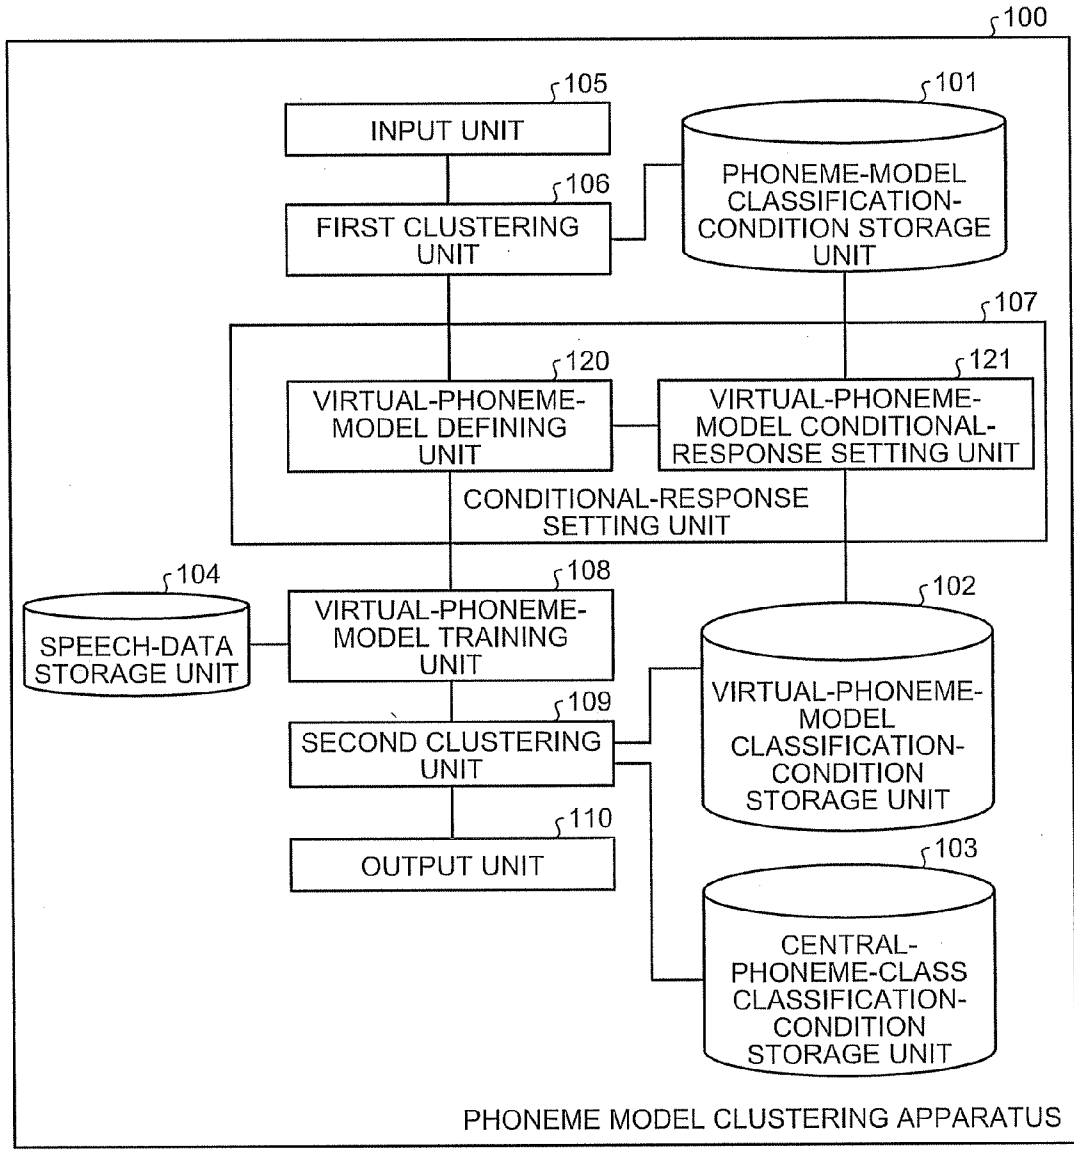 100
105
INPUT UNIT
101
PHONEME-MODEL
CLASSIFICATION-
CONDITION STORAGE
UNIT
106
FIRST CLUSTERING
UNIT
107
120
VIRTUAL-PHONEME-
MODEL DEFINING
UNIT
121
VIRTUAL-PHONEME-
MODEL CONDITIONAL-
RESPONSE SETTING UNIT
CONDITIONAL-RESPONSE
SETTING UNIT
104
SPEECH-DATA
STORAGE UNIT
108
VIRTUAL-PHONEME-
MODEL TRAINING
UNIT
102
VIRTUAL-PHONEME-
MODEL
CLASSIFICATION-
CONDITION
STORAGE UNIT
109
SECOND CLUSTERING
UNIT
110
OUTPUT UNIT
103
CENTRAL-
PHONEME-CLASS
CLASSIFICATION-
CONDITION
STORAGE UNIT
PHONEME MODEL CLUSTERING APPARATUS